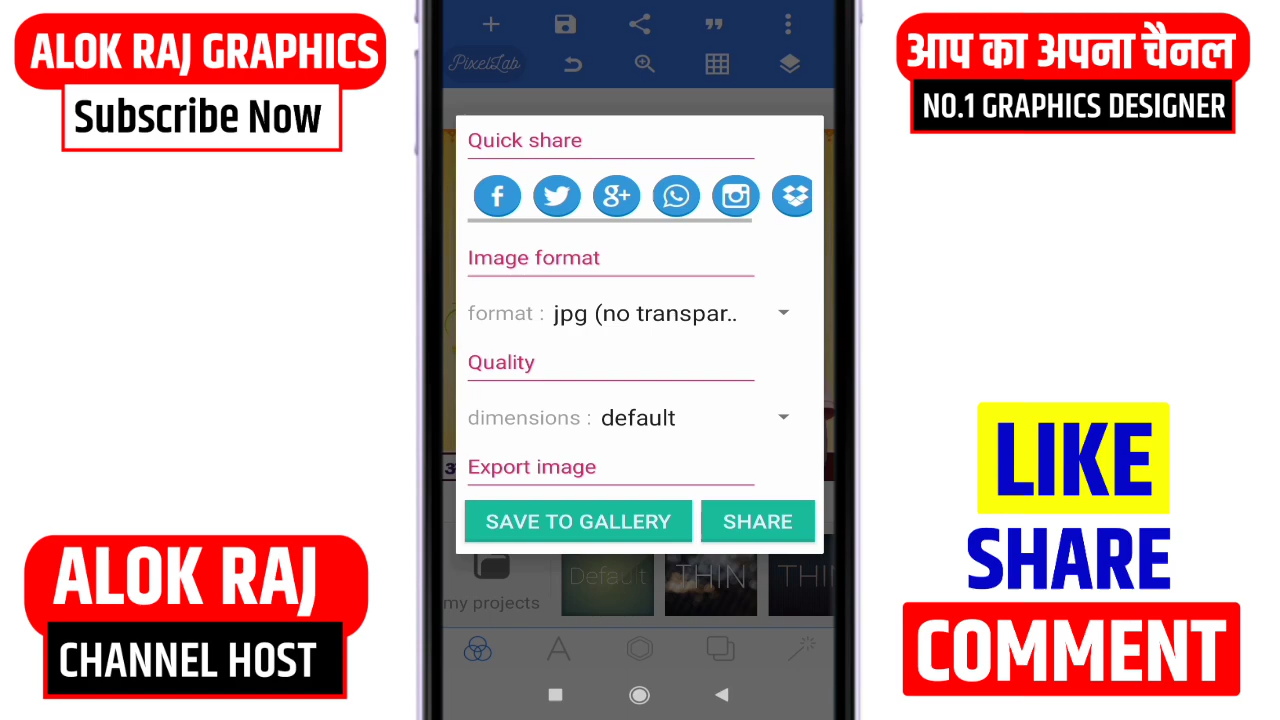 ALOK RAJ GRAPHICS
Subscribe Now
आप का अपना चैनल
NO.1 GRAPHICS DESIGNER
PixelLab
Quick share
Image format
format : jpg (no transpar..
Quality
dimensions : default
Export image
SAVE TO GALLERY
SHARE
my projects
Default
THIN
THI
ALOK RAJ
CHANNEL HOST
LIKE
SHARE
COMMENT